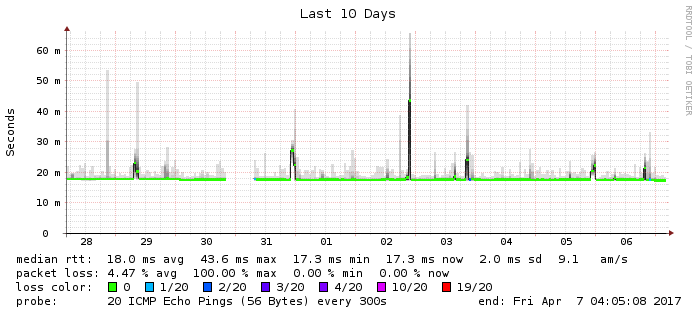 Last 10 Days
RRDTOOL / TOBI OETIKER
Seconds
60 m
50 m
40 m
30 m
20 m
10 m
0
28 29 30 31 01 02 03 04 05 06
median rtt: 18.0 ms avg 43.6 ms max 17.3 ms min 17.3 ms now 2.0 ms sd 9.1 am/s
packet loss: 4.47 % avg 100.00 % max 0.00 % min 0.00 % now
loss color: 0 1/20 2/20 3/20 4/20 10/20 19/20
probe: 20 ICMP Echo Pings (56 Bytes) every 300s end: Fri Apr 7 04:05:08 2017